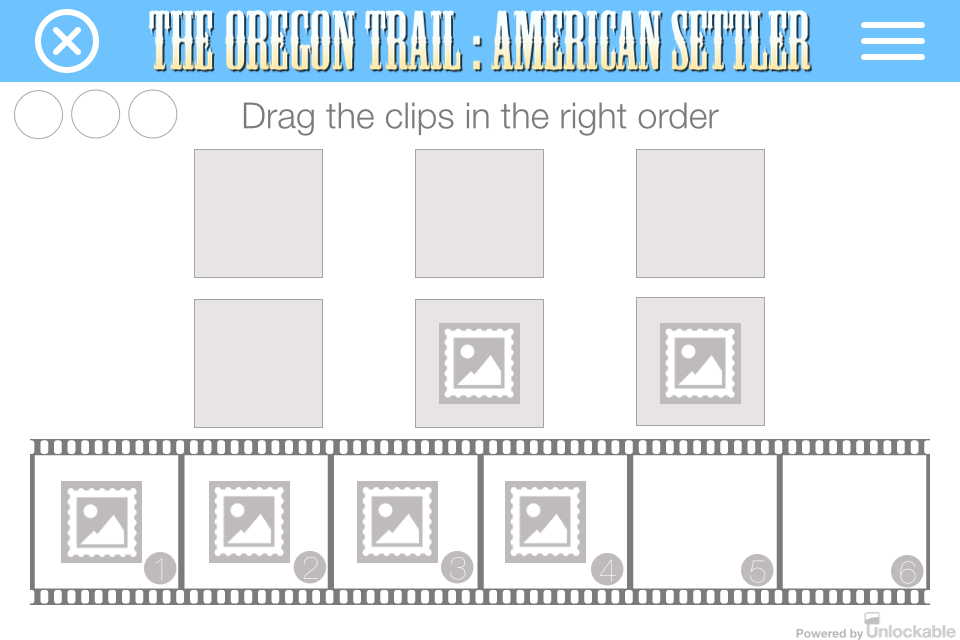 THE OREGON TRAIL : AMERICAN SETTLER
Drag the clips in the right order
1 2 3 4 5 6
Powered by Unlockable